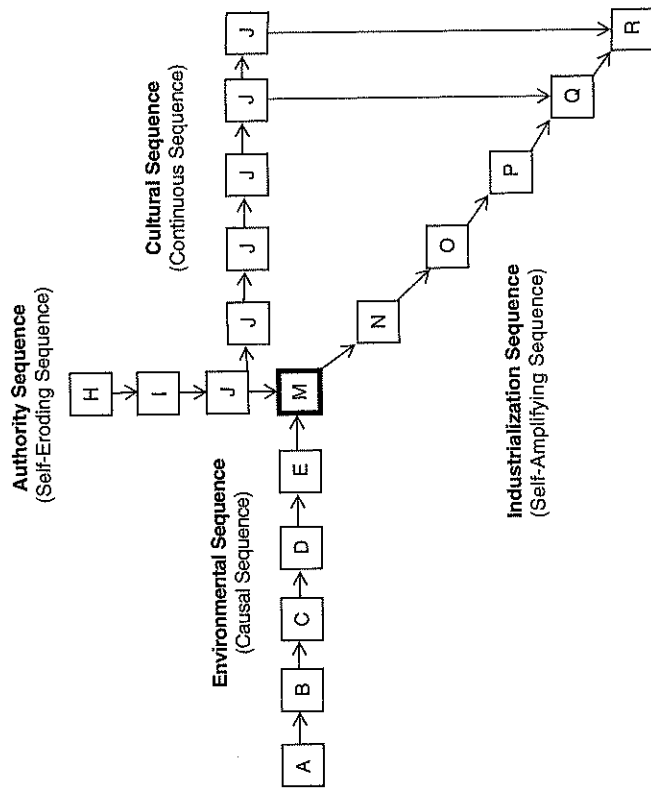 Authority Sequence
(Self-Eroding Sequence)
H
I
J
Cultural Sequence
(Continuous Sequence)
J
J
J
J
J
Environmental Sequence
(Causal Sequence)
A
B
C
D
E
M
N
O
P
Q
R
Industrialization Sequence
(Self-Amplifying Sequence)